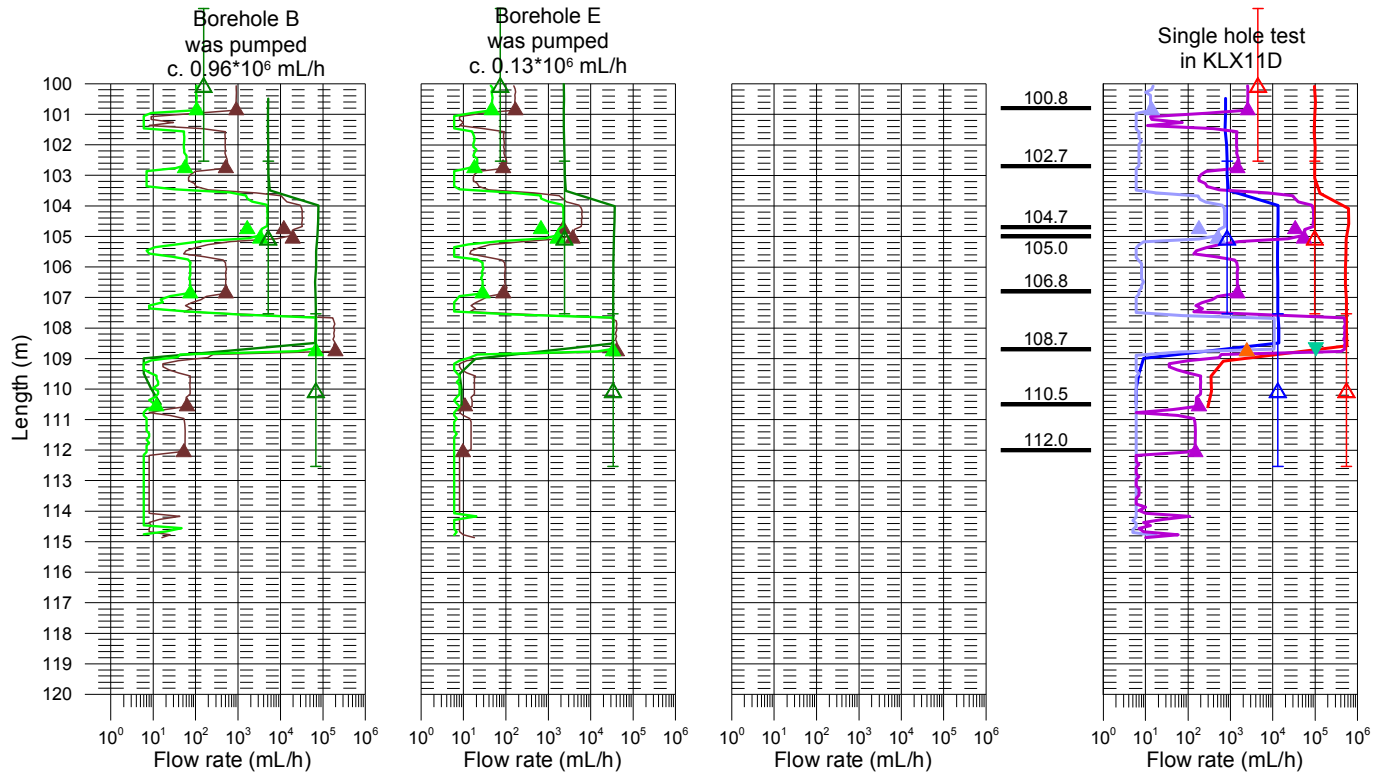 Borehole B
was pumped
c. 0.96*10⁶ mL/h
Borehole E
was pumped
c. 0.13*10⁶ mL/h
Single hole test
in KLX11D
Length (m)
100
101
102
103
104
105
106
107
108
109
110
111
112
113
114
115
116
117
118
119
120
100.8
102.7
104.7
105.0
106.8
108.7
110.5
112.0
10⁰ 10¹ 10² 10³ 10⁴ 10⁵ 10⁶
Flow rate (mL/h)
10⁰ 10¹ 10² 10³ 10⁴ 10⁵ 10⁶
Flow rate (mL/h)
10⁰ 10¹ 10² 10³ 10⁴ 10⁵ 10⁶
Flow rate (mL/h)
10⁰ 10¹ 10² 10³ 10⁴ 10⁵ 10⁶
Flow rate (mL/h)